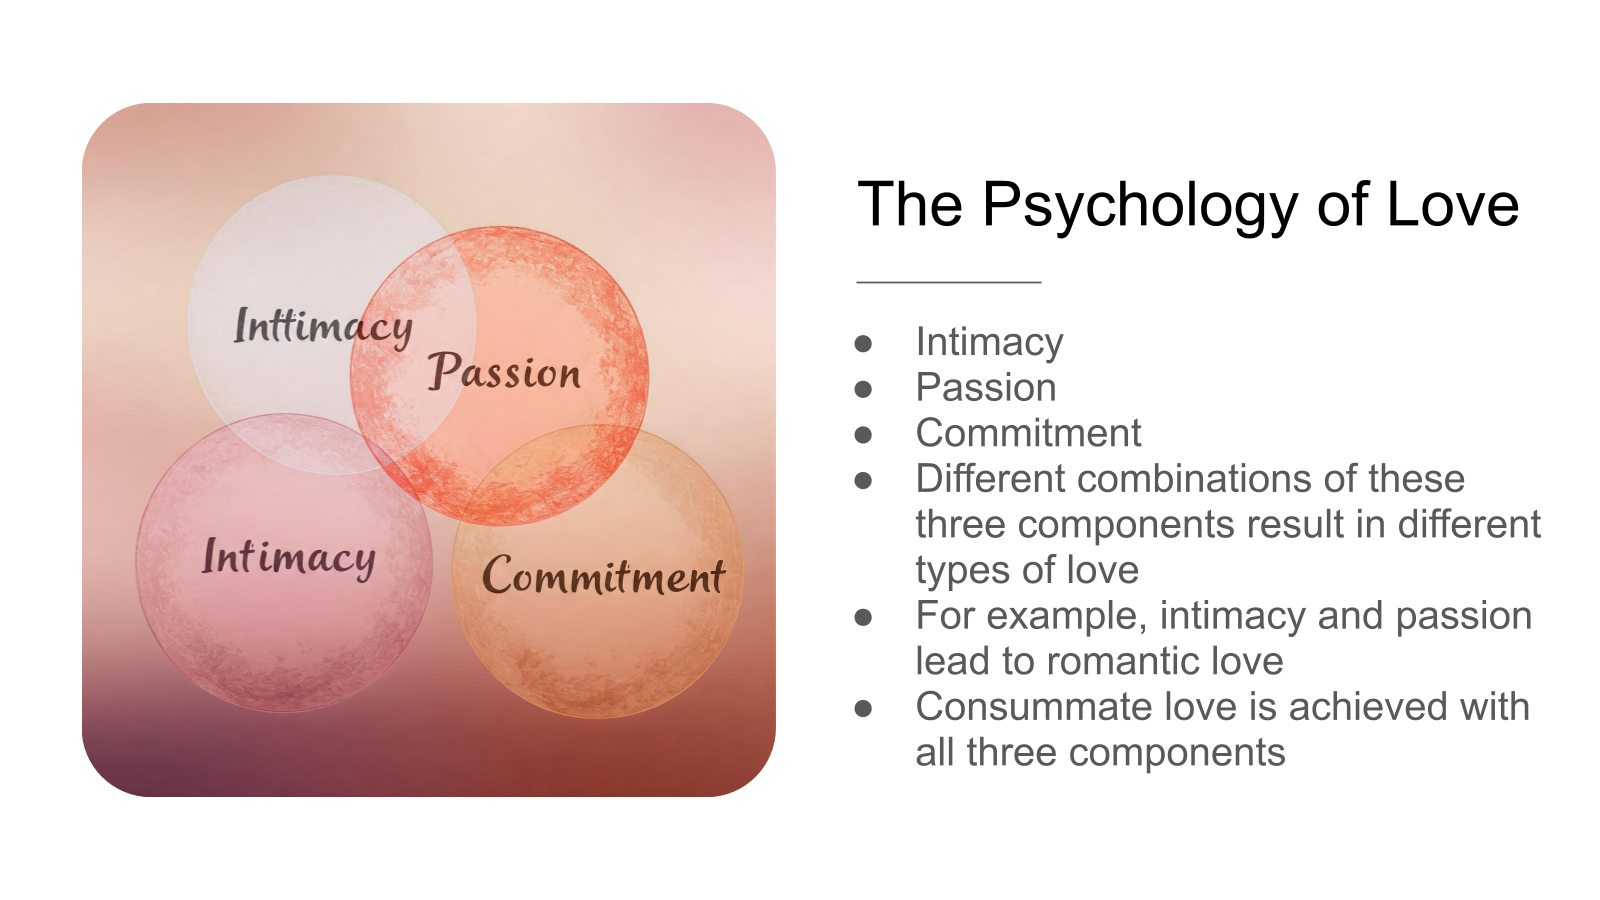 Inttimacy
Passion
Intimacy
Commitment
The Psychology of Love
● Intimacy
● Passion
● Commitment
● Different combinations of these
three components result in different
types of love
● For example, intimacy and passion
lead to romantic love
● Consummate love is achieved with
all three components